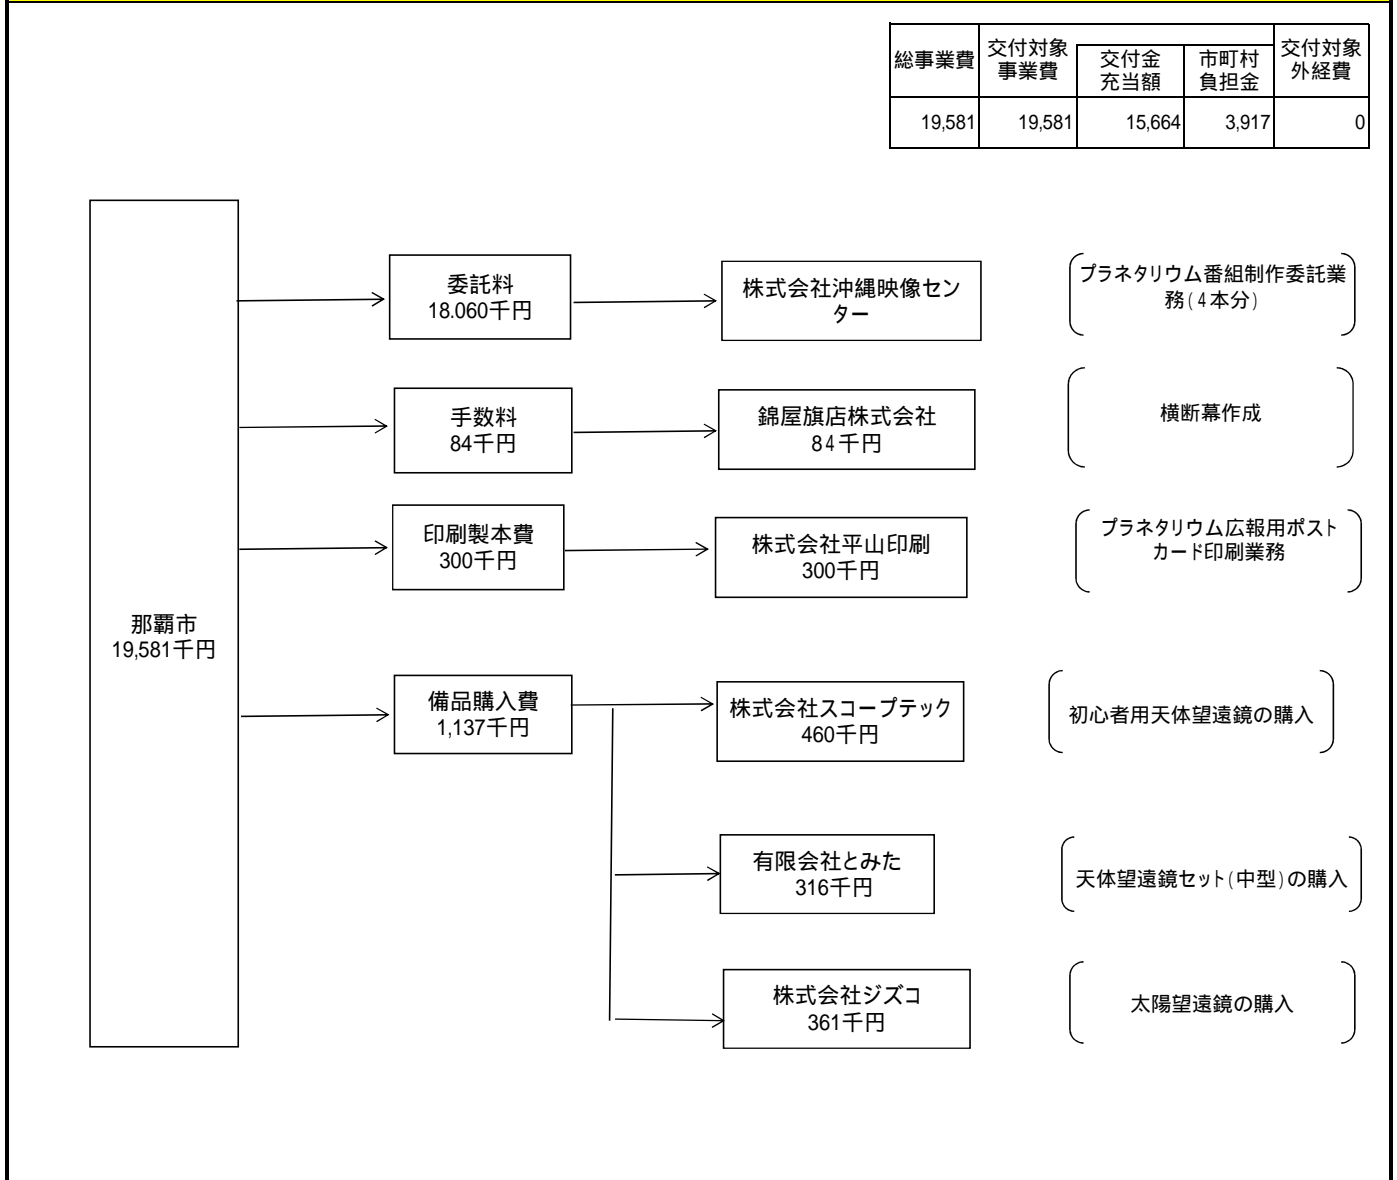 総事業費
交付対象
事業費
交付金
充当額
市町村
負担金
交付対象
外経費
19,581
19,581
15,664
3,917
0
那覇市
19,581千円
委託料
18.060千円
株式会社沖縄映像セン
ター
プラネタリウム番組制作委託業
務(4本分)
手数料
84千円
錦屋旗店株式会社
84千円
横断幕作成
印刷製本費
300千円
株式会社平山印刷
300千円
プラネタリウム広報用ポスト
カード印刷業務
備品購入費
1,137千円
株式会社スコープテック
460千円
初心者用天体望遠鏡の購入
有限会社とみた
316千円
天体望遠鏡セット(中型)の購入
株式会社ジズコ
361千円
太陽望遠鏡の購入